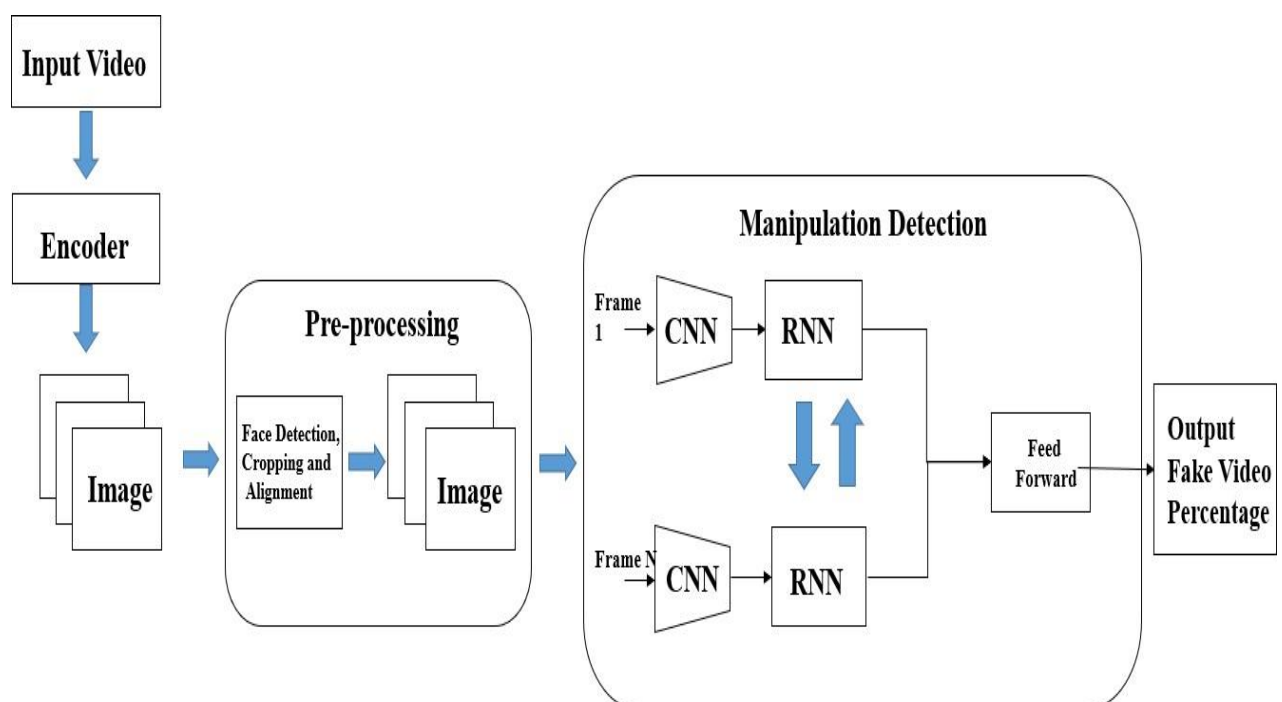 Input Video
Encoder
Image
Pre-processing
Face Detection,
Cropping and
Alignment
Image
Manipulation Detection
Frame
1
CNN
RNN
Frame N
CNN
RNN
Feed
Forward
Output
Fake Video
Percentage